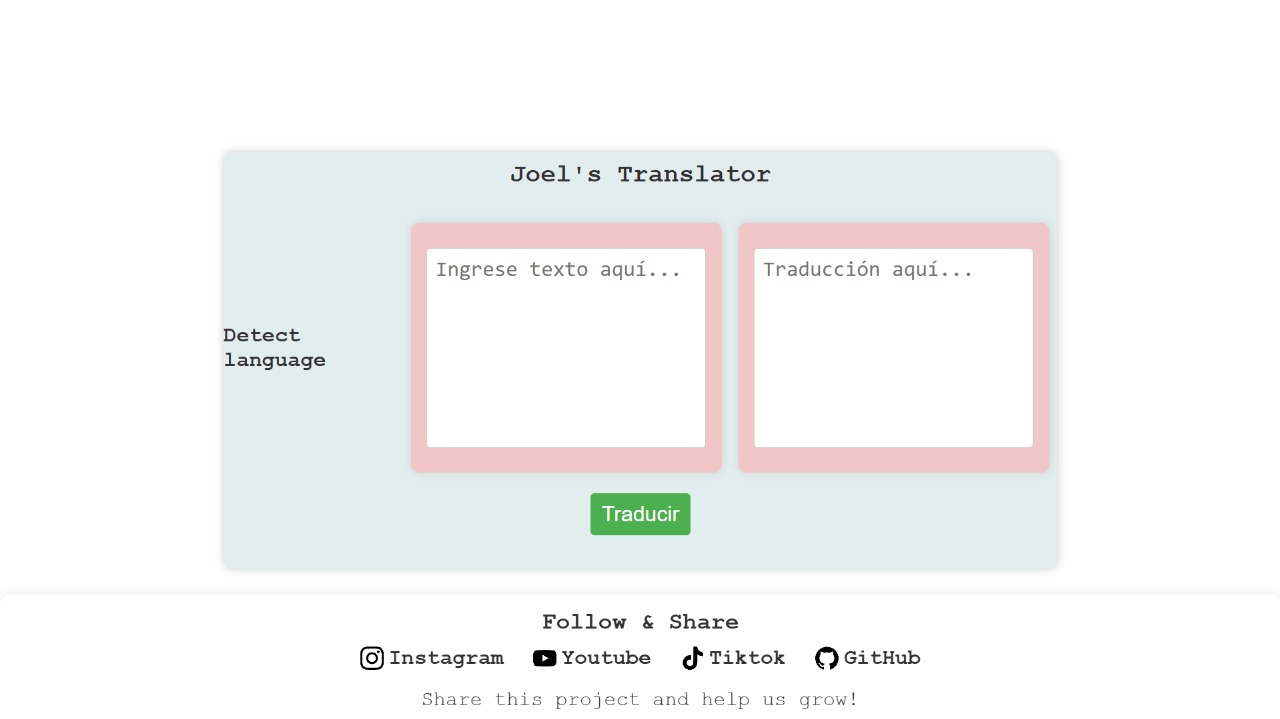 Joel's Translator
Ingrese texto aquí...
Traducción aquí...
Detect
language
Traducir
Follow & Share
Instagram Youtube Tiktok GitHub
Share this project and help us grow!